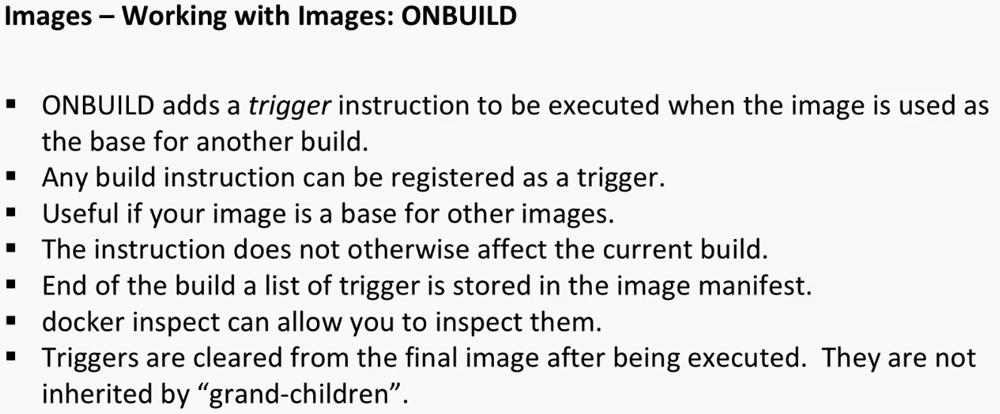 Images – Working with Images: ONBUILD
▪ ONBUILD adds a trigger instruction to be executed when the image is used as
the base for another build.
▪ Any build instruction can be registered as a trigger.
▪ Useful if your image is a base for other images.
▪ The instruction does not otherwise affect the current build.
▪ End of the build a list of trigger is stored in the image manifest.
▪ docker inspect can allow you to inspect them.
▪ Triggers are cleared from the final image after being executed.  They are not
inherited by “grand-children”.